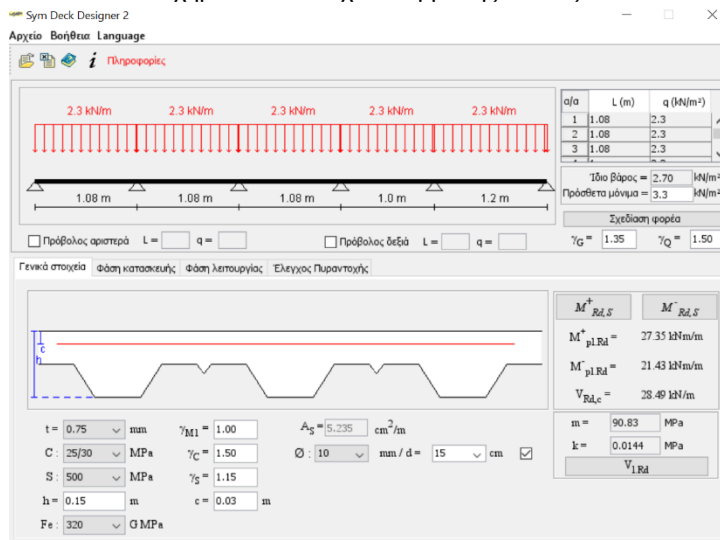 Sym Deck Designer 2
Αρχείο Βοήθεια Language
i Πληροφορίες
2.3 kN/m 2.3 kN/m 2.3 kN/m 2.3 kN/m 2.3 kN/m
1.08 m 1.08 m 1.08 m 1.0 m 1.2 m
α/α L (m) q (kN/m²)
1 1.08 2.3
2 1.08 2.3
3 1.08 2.3
Ίδιο βάρος = 2.70 kN/m²
Πρόσθετα μόνιμα = 3.3 kN/m²
Σχεδίαση φορέα
Πρόβολος αριστερά L = q = Πρόβολος δεξιά L = q =
γG = 1.35 γQ = 1.50
Γενικά στοιχεία Φάση κατασκευής Φάση λειτουργίας Έλεγχος Πυραντοχής
c
h
M+Rd,S M-Rd,S
M+pl.Rd = 27.35 kNm/m
M-pl.Rd = 21.43 kNm/m
VRd,c = 28.49 kN/m
m = 90.83 MPa
k = 0.0144 MPa
V1.Rd
t = 0.75 mm γM1 = 1.00 AS = 5.235 cm²/m
C : 25/30 MPa γC = 1.50 Ø : 10 mm / d = 15 cm
S : 500 MPa γS = 1.15
h = 0.15 m c = 0.03 m
Fe : 320 G MPa